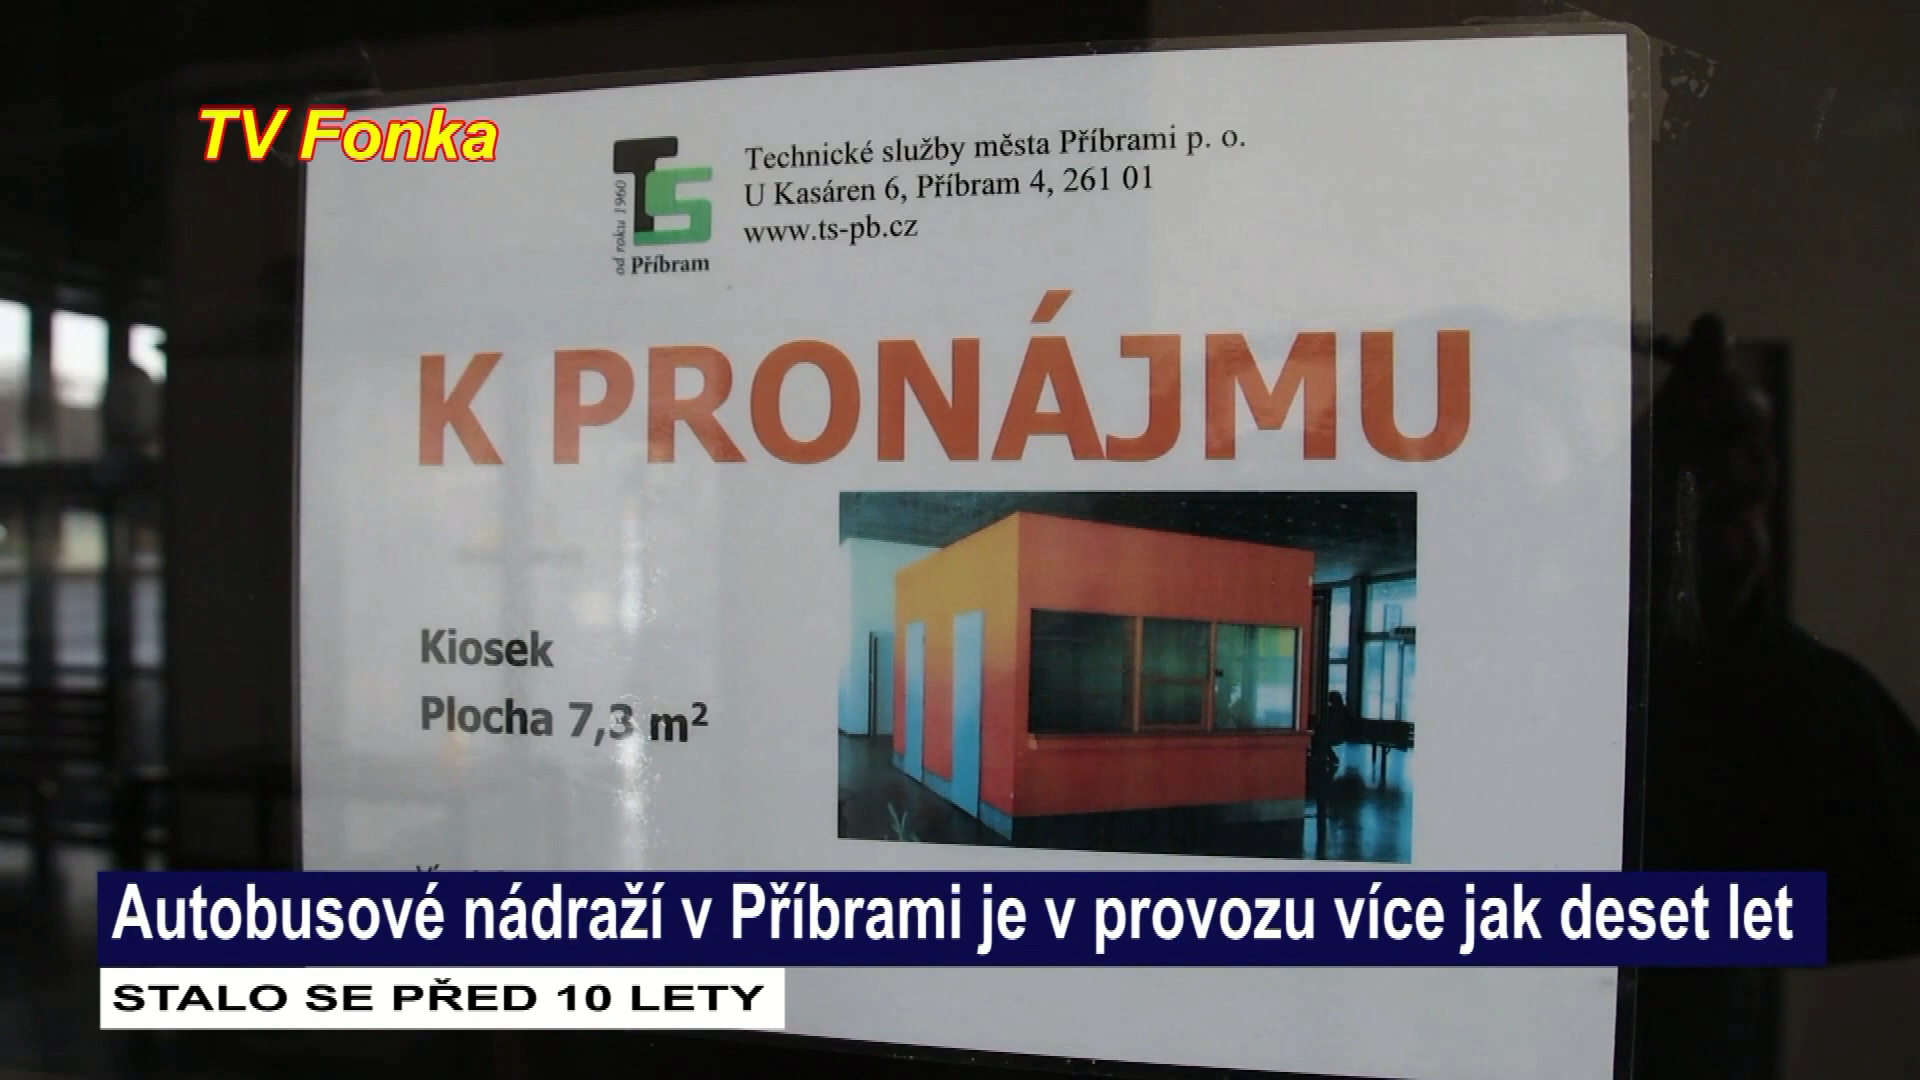 TV Fonka
TS
od roku 1960
Příbram
Technické služby města Příbrami p. o.
U Kasáren 6, Příbram 4, 261 01
www.ts-pb.cz
K PRONÁJMU
Kiosek
Plocha 7,3 m²
Autobusové nádraží v Příbrami je v provozu více jak deset let
STALO SE PŘED 10 LETY